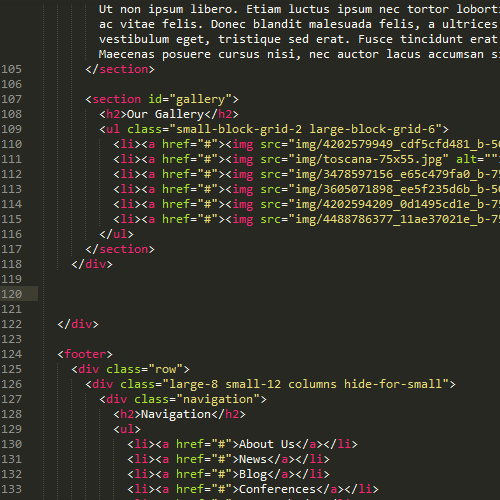 Ut non ipsum libero. Etiam luctus ipsum nec tortor lobort
ac vitae felis. Donec blandit malesuada felis, a ultrices
vestibulum eget, tristique sed erat. Fusce tincidunt erat
Maecenas posuere cursus nisi, nec auctor lacus accumsan s
105 </section>
106
107 <section id="gallery">
108 <h2>Our Gallery</h2>
109 <ul class="small-block-grid-2 large-block-grid-6">
110 <li><a href="#"><img src="img/4202579949_cdf5cfd481_b-5
111 <li><a href="#"><img src="img/toscana-75x55.jpg" alt=""
112 <li><a href="#"><img src="img/3478597156_e65c479fa0_b-7
113 <li><a href="#"><img src="img/3605071898_ee5f235d6b_b-5
114 <li><a href="#"><img src="img/4202594209_0d1495cd1e_b-7
115 <li><a href="#"><img src="img/4488786377_11ae37021e_b-7
116 </ul>
117 </section>
118 </div>
119
120
121
122 </div>
123
124 <footer>
125 <div class="row">
126 <div class="large-8 small-12 columns hide-for-small">
127 <div class="navigation">
128 <h2>Navigation</h2>
129 <ul>
130 <li><a href="#">About Us</a></li>
131 <li><a href="#">News</a></li>
132 <li><a href="#">Blog</a></li>
133 <li><a href="#">Conferences</a></li>